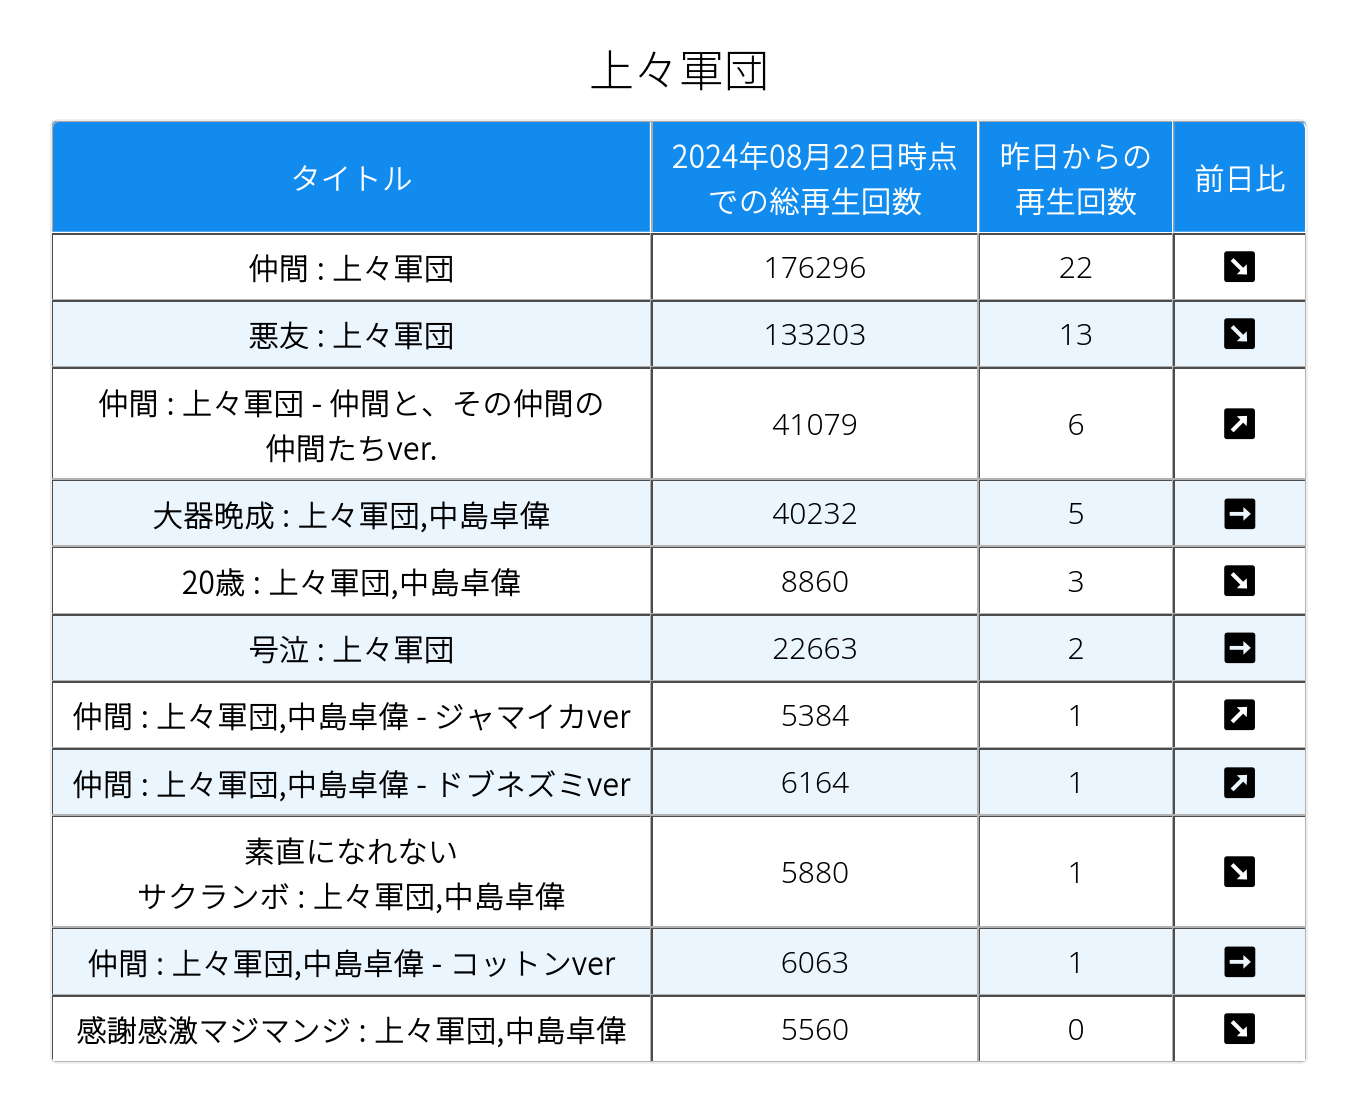 上々軍団
タイトル
2024年08月22日時点
での総再生回数
昨日からの
再生回数
前日比
仲間 : 上々軍団
176296
22
悪友 : 上々軍団
133203
13
仲間 : 上々軍団 - 仲間と、その仲間の
仲間たちver.
41079
6
大器晩成 : 上々軍団,中島卓偉
40232
5
20歳 : 上々軍団,中島卓偉
8860
3
号泣 : 上々軍団
22663
2
仲間 : 上々軍団,中島卓偉 - ジャマイカver
5384
1
仲間 : 上々軍団,中島卓偉 - ドブネズミver
6164
1
素直になれない
サクランボ : 上々軍団,中島卓偉
5880
1
仲間 : 上々軍団,中島卓偉 - コットンver
6063
1
感謝感激マジマンジ : 上々軍団,中島卓偉
5560
0